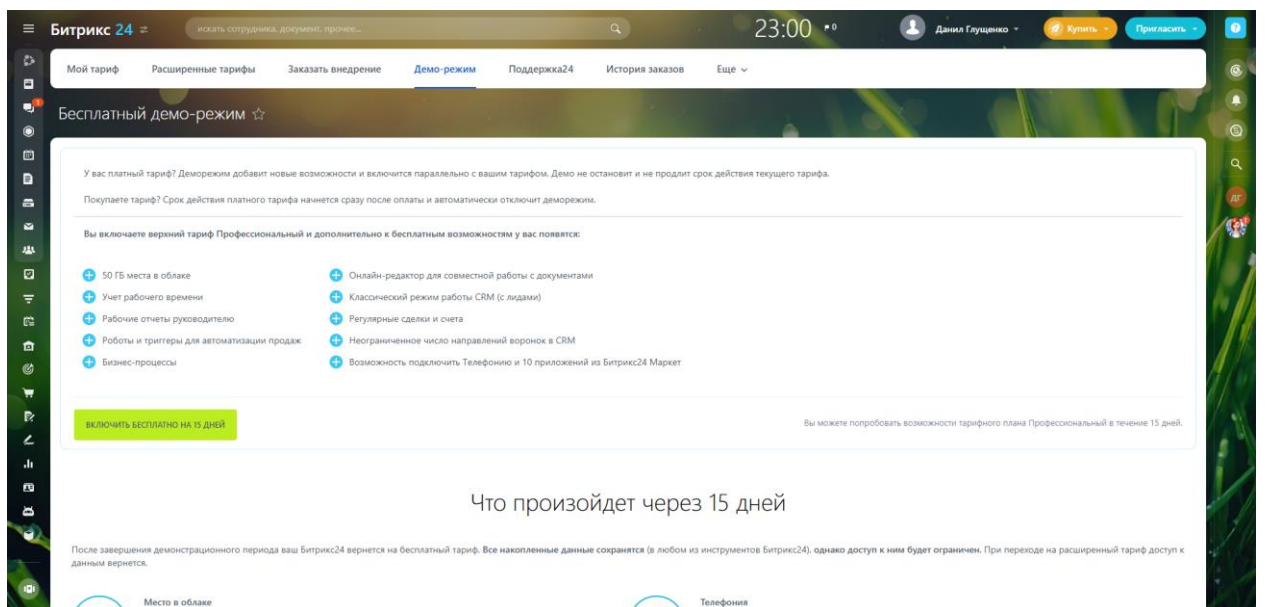 Битрикс 24
искать сотрудника, документ, прочее...
23:00
0
Данил Глущенко
Купить
Пригласить
Мой тариф Расширенные тарифы Заказать внедрение Демо-режим Поддержка24 История заказов Еще
1
Бесплатный демо-режим
У вас платный тариф? Деморежим добавит новые возможности и включится параллельно с вашим тарифом. Демо не остановит и не продлит срок действия текущего тарифа.
Покупаете тариф? Срок действия платного тарифа начнется сразу после оплаты и автоматически отключит деморежим.
ДГ
Вы включаете верхний тариф Профессиональный и дополнительно к бесплатным возможностям у вас появятся:
50 ГБ места в облаке
Учет рабочего времени
Рабочие отчеты руководителю
Роботы и триггеры для автоматизации продаж
Бизнес-процессы
Онлайн-редактор для совместной работы с документами
Классический режим работы CRM (с лидами)
Регулярные сделки и счета
Неограниченное число направлений воронок в CRM
Возможность подключить Телефонию и 10 приложений из Битрикс24 Маркет
ВКЛЮЧИТЬ БЕСПЛАТНО НА 15 ДНЕЙ
Вы можете попробовать возможности тарифного плана Профессиональный в течение 15 дней.
Что произойдет через 15 дней
После завершения демонстрационного периода ваш Битрикс24 вернется на бесплатный тариф. Все накопленные данные сохранятся (в любом из инструментов Битрикс24), однако доступ к ним будет ограничен. При переходе на расширенный тариф доступ к
данным вернется.
Место в облаке
Телефония